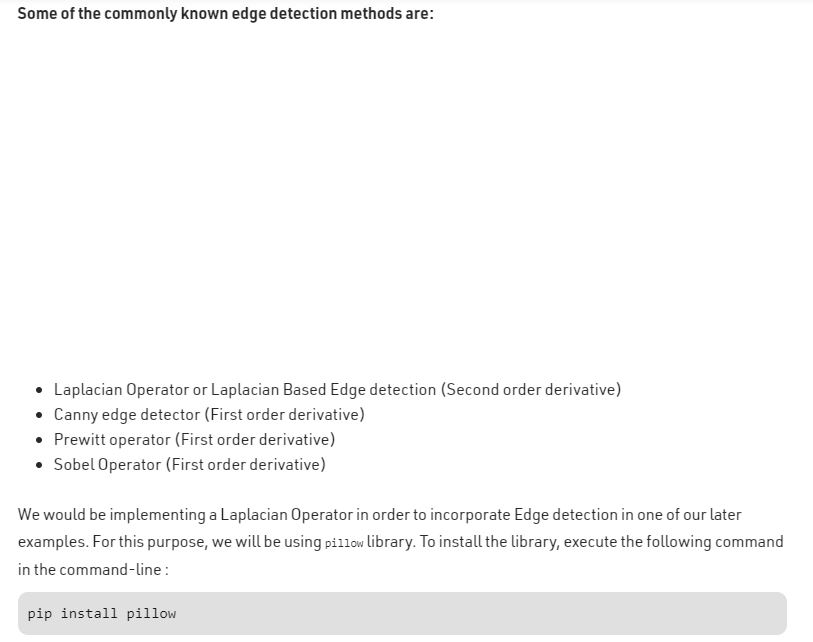 Some of the commonly known edge detection methods are:
• Laplacian Operator or Laplacian Based Edge detection (Second order derivative)
• Canny edge detector (First order derivative)
• Prewitt operator (First order derivative)
• Sobel Operator (First order derivative)
We would be implementing a Laplacian Operator in order to incorporate Edge detection in one of our later
examples. For this purpose, we will be using pillow library. To install the library, execute the following command
in the command-line :
pip install pillow